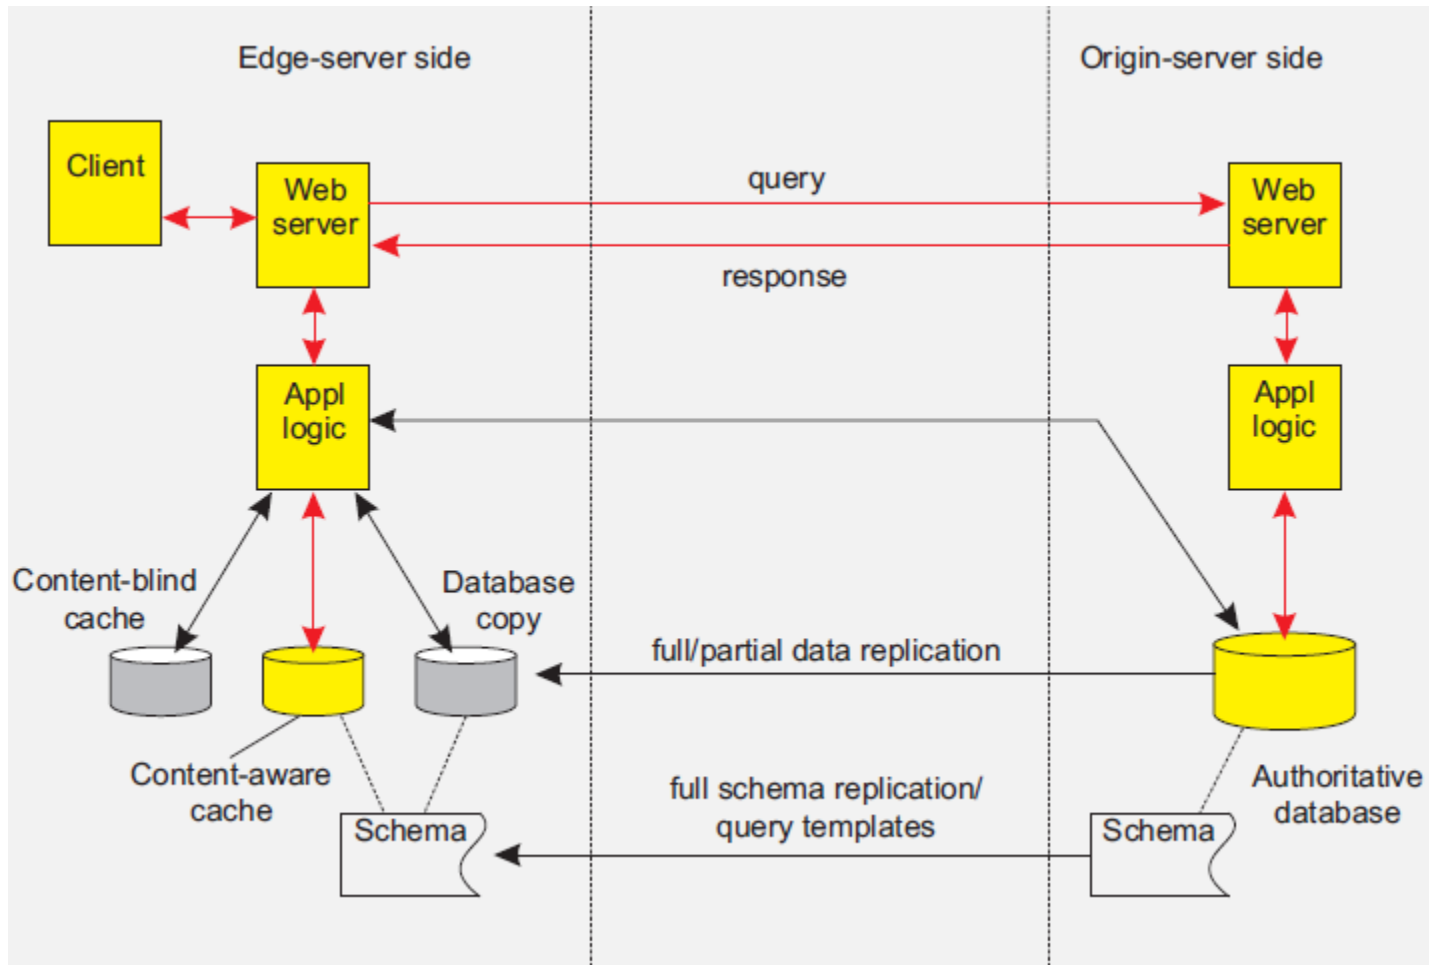 Edge-server side
Origin-server side
Client
Web
server
query
response
Web
server
Appl
logic
Appl
logic
Content-blind
cache
Database
copy
full/partial data replication
Content-aware
cache
full schema replication/
query templates
Authoritative
database
Schema
Schema